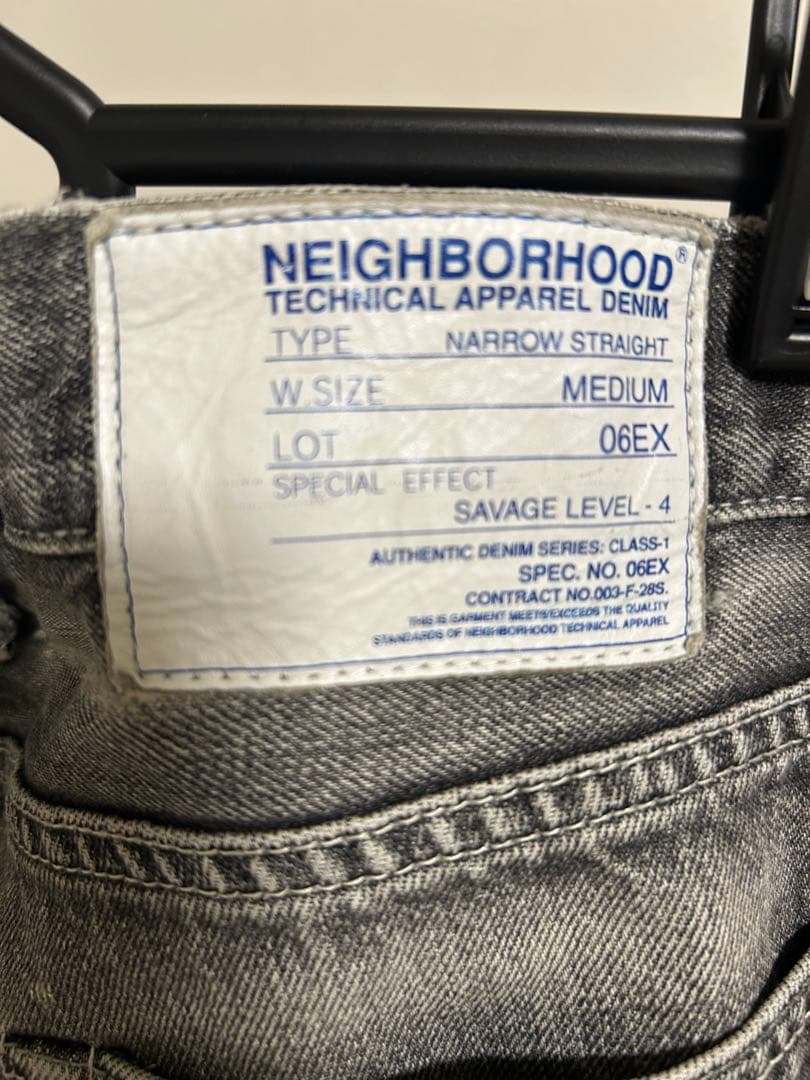 NEIGHBORHOOD®
TECHNICAL APPAREL DENIM
TYPE NARROW STRAIGHT
W.SIZE MEDIUM
LOT 06EX
SPECIAL EFFECT
SAVAGE LEVEL - 4
AUTHENTIC DENIM SERIES: CLASS-1
SPEC. NO. 06EX
CONTRACT NO.003-F-28S.
THIS IS GARMENT MEETS/EXCEEDS THE QUALITY
STANDARDS OF NEIGHBORHOOD TECHNICAL APPAREL